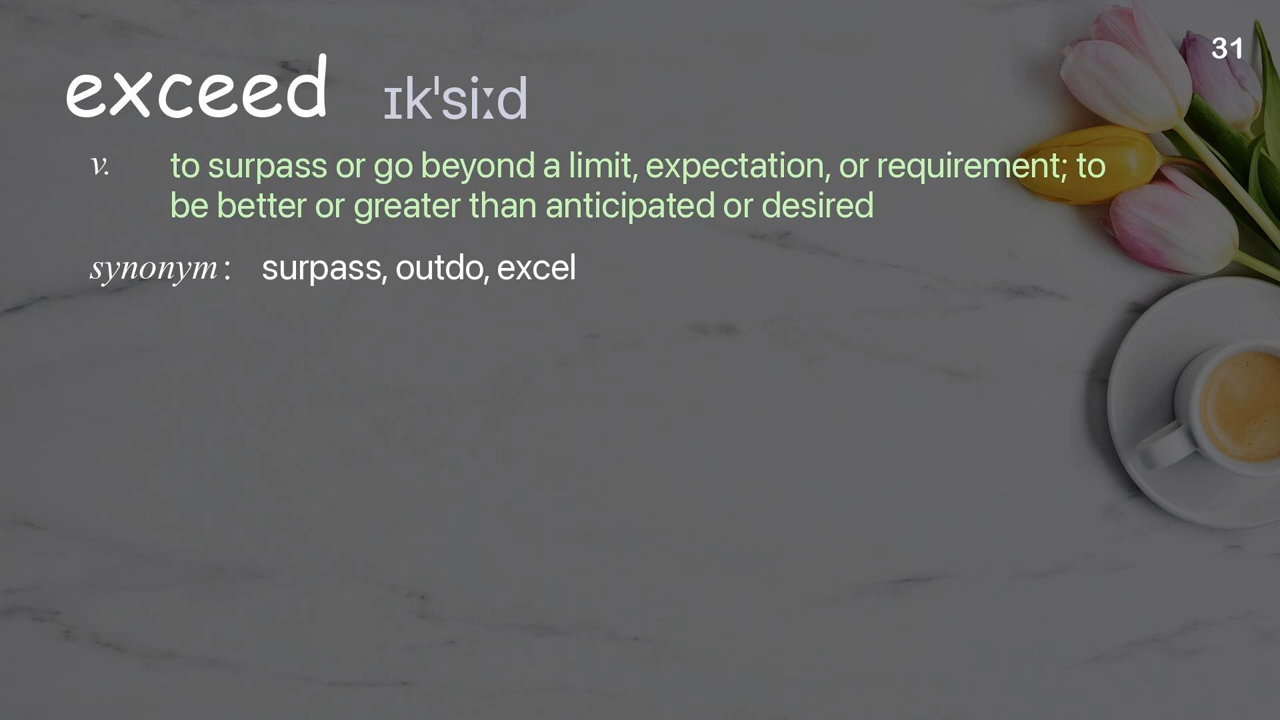 31
exceed ɪkˈsiːd
v. to surpass or go beyond a limit, expectation, or requirement; to
be better or greater than anticipated or desired
synonym: surpass, outdo, excel